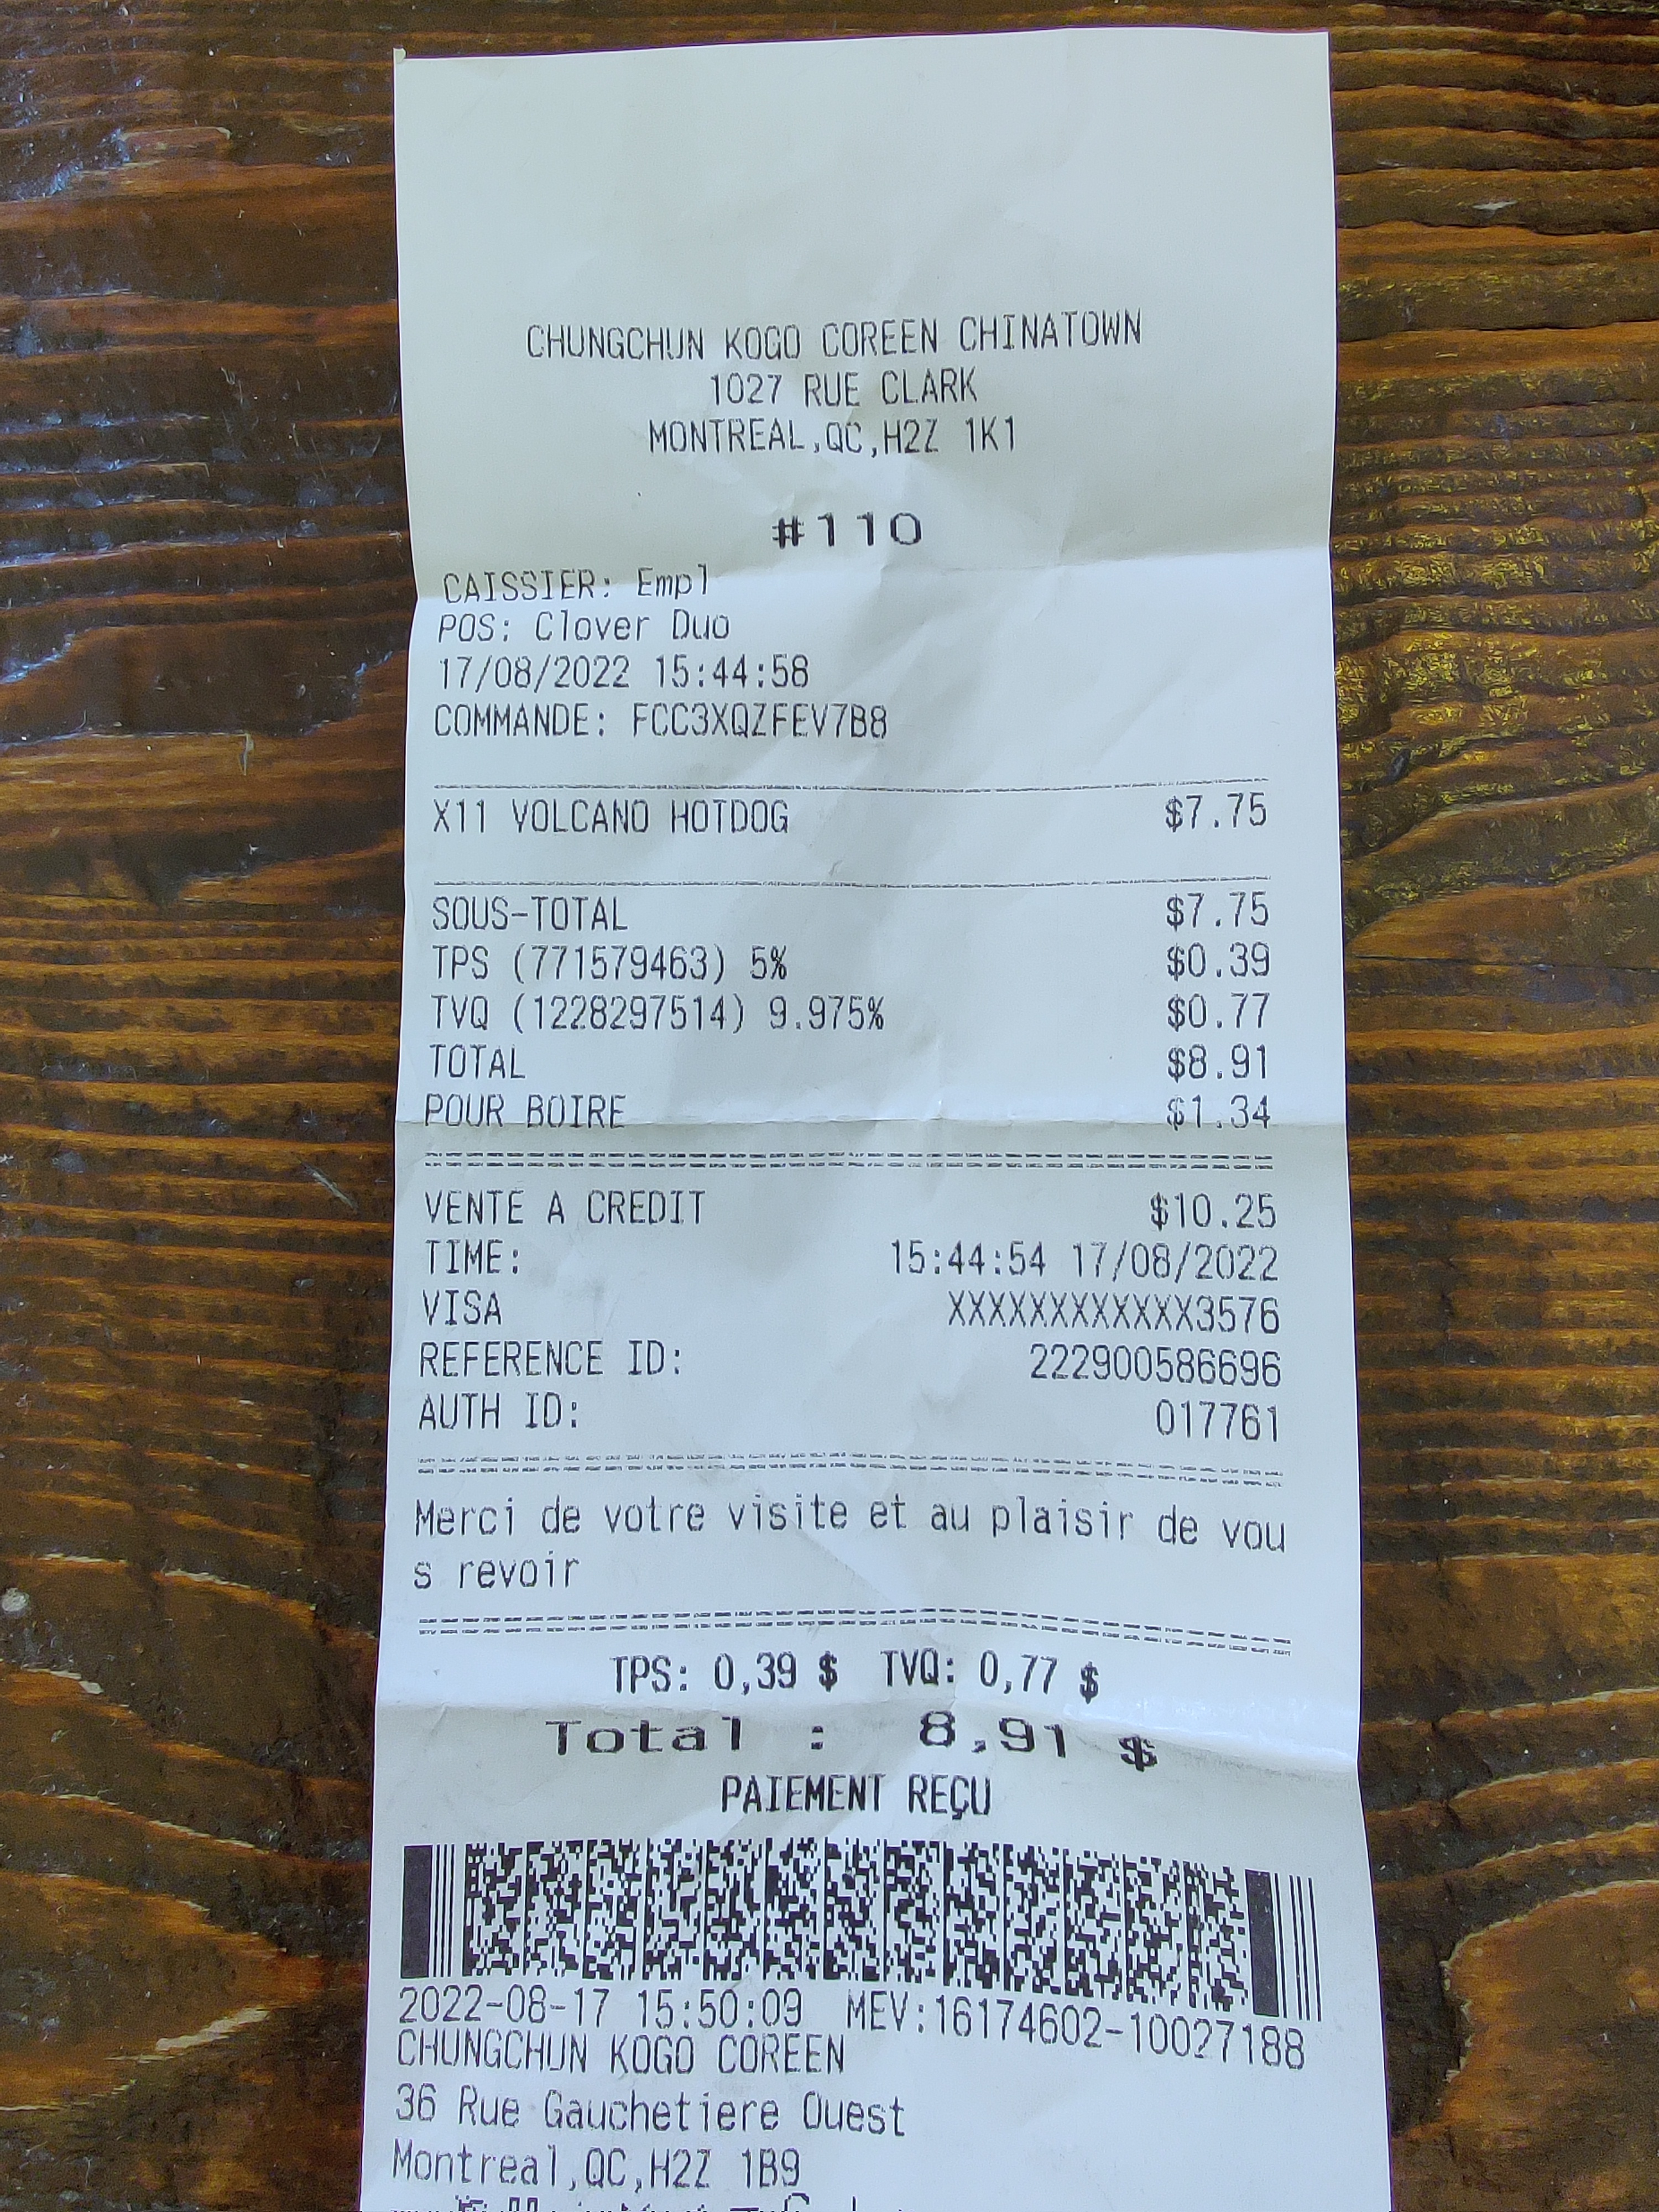 CHUNGCHUN KOGO COREEN CHINATOWN
1027 RUE CLARK
MONTREAL,QC,H2Z 1K1
#110
CAISSIER: Empl
POS: Clover Duo
17/08/2022 15:44:58
COMMANDE: FCC3XQZFEV7B8
X11 VOLCANO HOTDOG $7.75
SOUS-TOTAL $7.75
TPS (771579463) 5% $0.39
TVQ (1228297514) 9.975% $0.77
TOTAL $8.91
POUR BOIRE $1.34
VENTE A CREDIT $10.25
TIME: 15:44:54 17/08/2022
VISA XXXXXXXXXXXX3576
REFERENCE ID: 222900586696
AUTH ID: 017761
Merci de votre visite et au plaisir de vou
s revoir
TPS: 0,39 $ TVQ: 0,77 $
Total : 8,91 $
PAIEMENT REÇU
2022-08-17 15:50:09 MEV:16174602-10027188
CHUNGCHUN KOGO COREEN
36 Rue Gauchetiere Ouest
Montreal,QC,H2Z 1B9